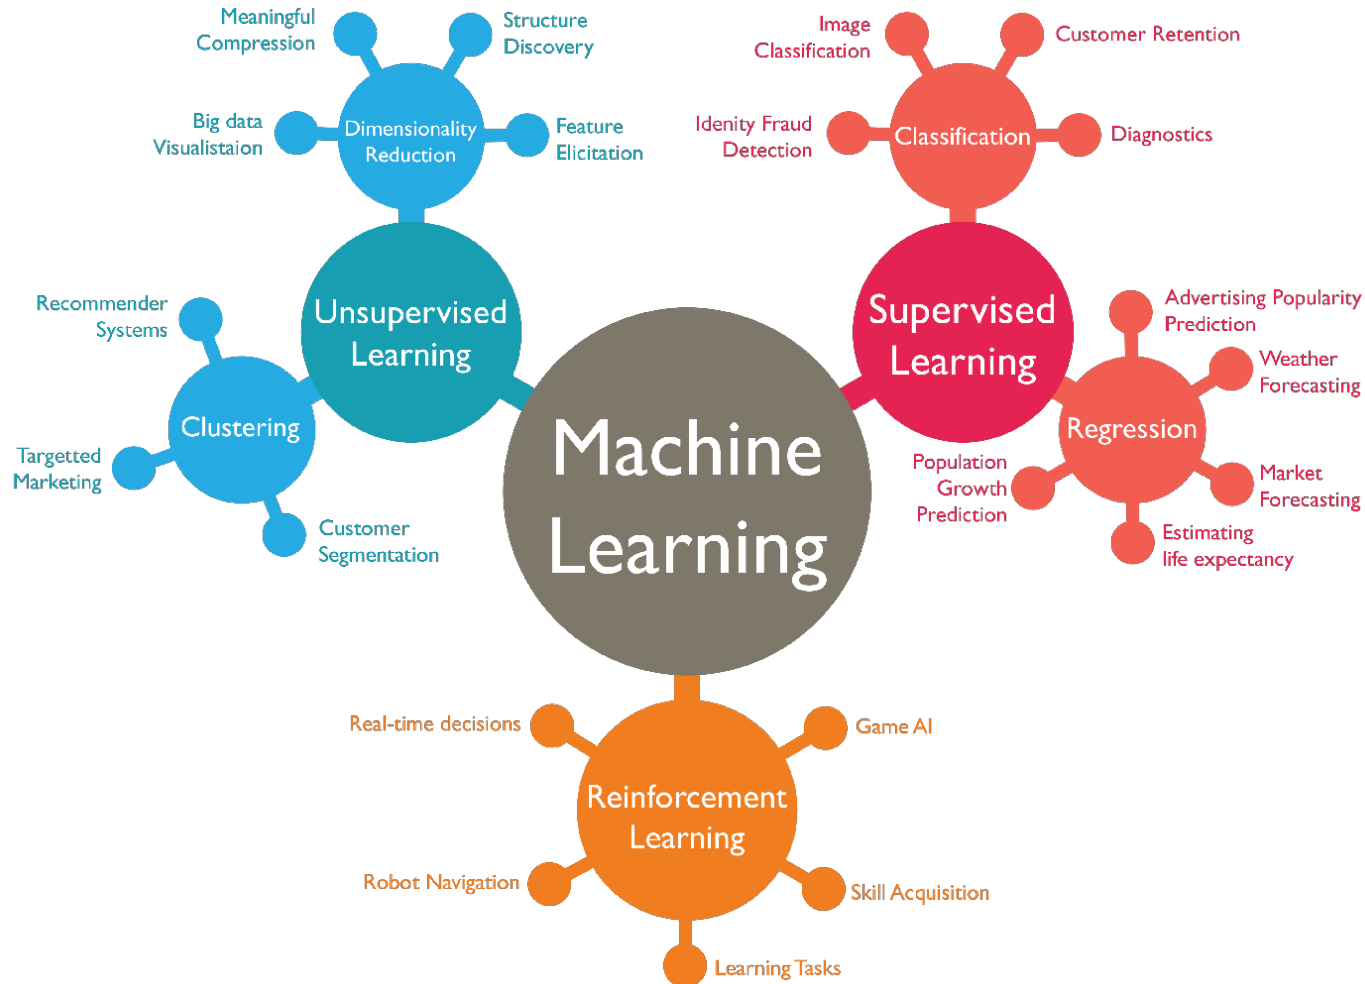 Meaningful
Compression
Structure
Discovery
Big data
Visualistaion
Dimensionality
Reduction
Feature
Elicitation
Image
Classification
Customer Retention
Idenity Fraud
Detection
Classification
Diagnostics
Unsupervised
Learning
Supervised
Learning
Recommender
Systems
Clustering
Targetted
Marketing
Customer
Segmentation
Advertising Popularity
Prediction
Weather
Forecasting
Regression
Population
Growth
Prediction
Market
Forecasting
Estimating
life expectancy
Machine
Learning
Real-time decisions
Game AI
Reinforcement
Learning
Robot Navigation
Skill Acquisition
Learning Tasks